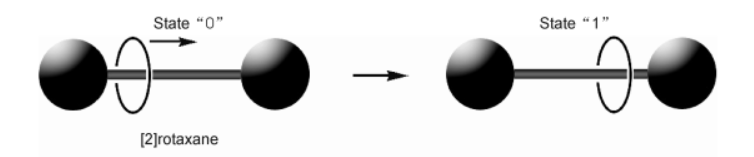 State “0”
State “1”
[2]rotaxane